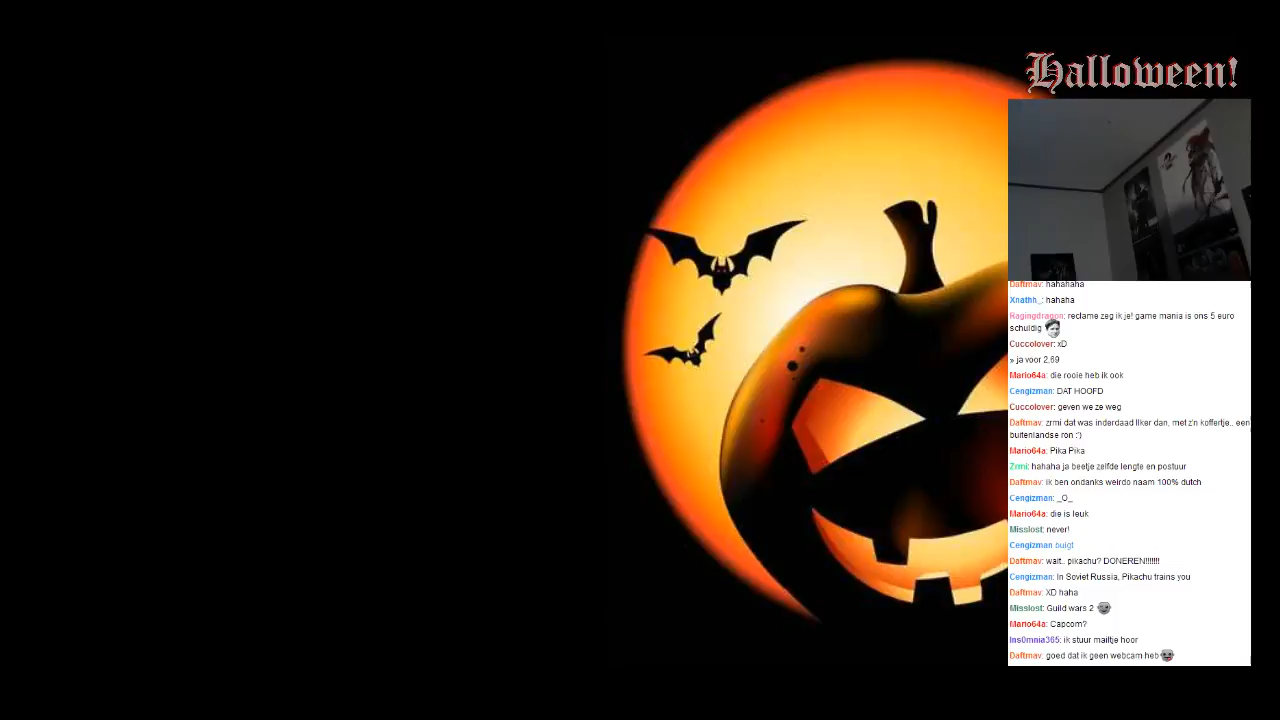 Halloween!
Daftmav: hahahaha
Xnathh_: hahaha
Ragingdragon: reclame zeg ik je! game mania is ons 5 euro
schuldig
Cuccolover: xD
» ja voor 2,69
Mario64a: die rooie heb ik ook
Cengizman: DAT HOOFD
Cuccolover: geven we ze weg
Daftmav: zrmi dat was inderdaad Ilker dan, met z'n koffertje.. een
buitenlandse ron :')
Mario64a: Pika Pika
Zrmi: hahaha ja beetje zelfde lengte en postuur
Daftmav: ik ben ondanks weirdo naam 100% dutch
Cengizman: _O_
Mario64a: die is leuk
Misslost: never!
Cengizman buigt
Daftmav: wait.. pikachu? DONEREN!!!!!!!
Cengizman: In Soviet Russia, Pikachu trains you
Daftmav: XD haha
Misslost: Guild wars 2
Mario64a: Capcom?
Ins0mnia365: ik stuur mailtje hoor
Daftmav: goed dat ik geen webcam heb